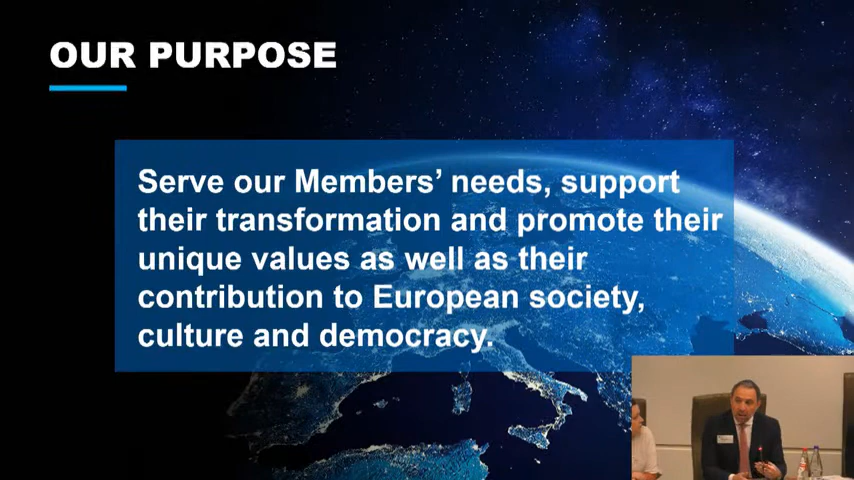 OUR PURPOSE
Serve our Members’ needs, support
their transformation and promote their
unique values as well as their
contribution to European society,
culture and democracy.